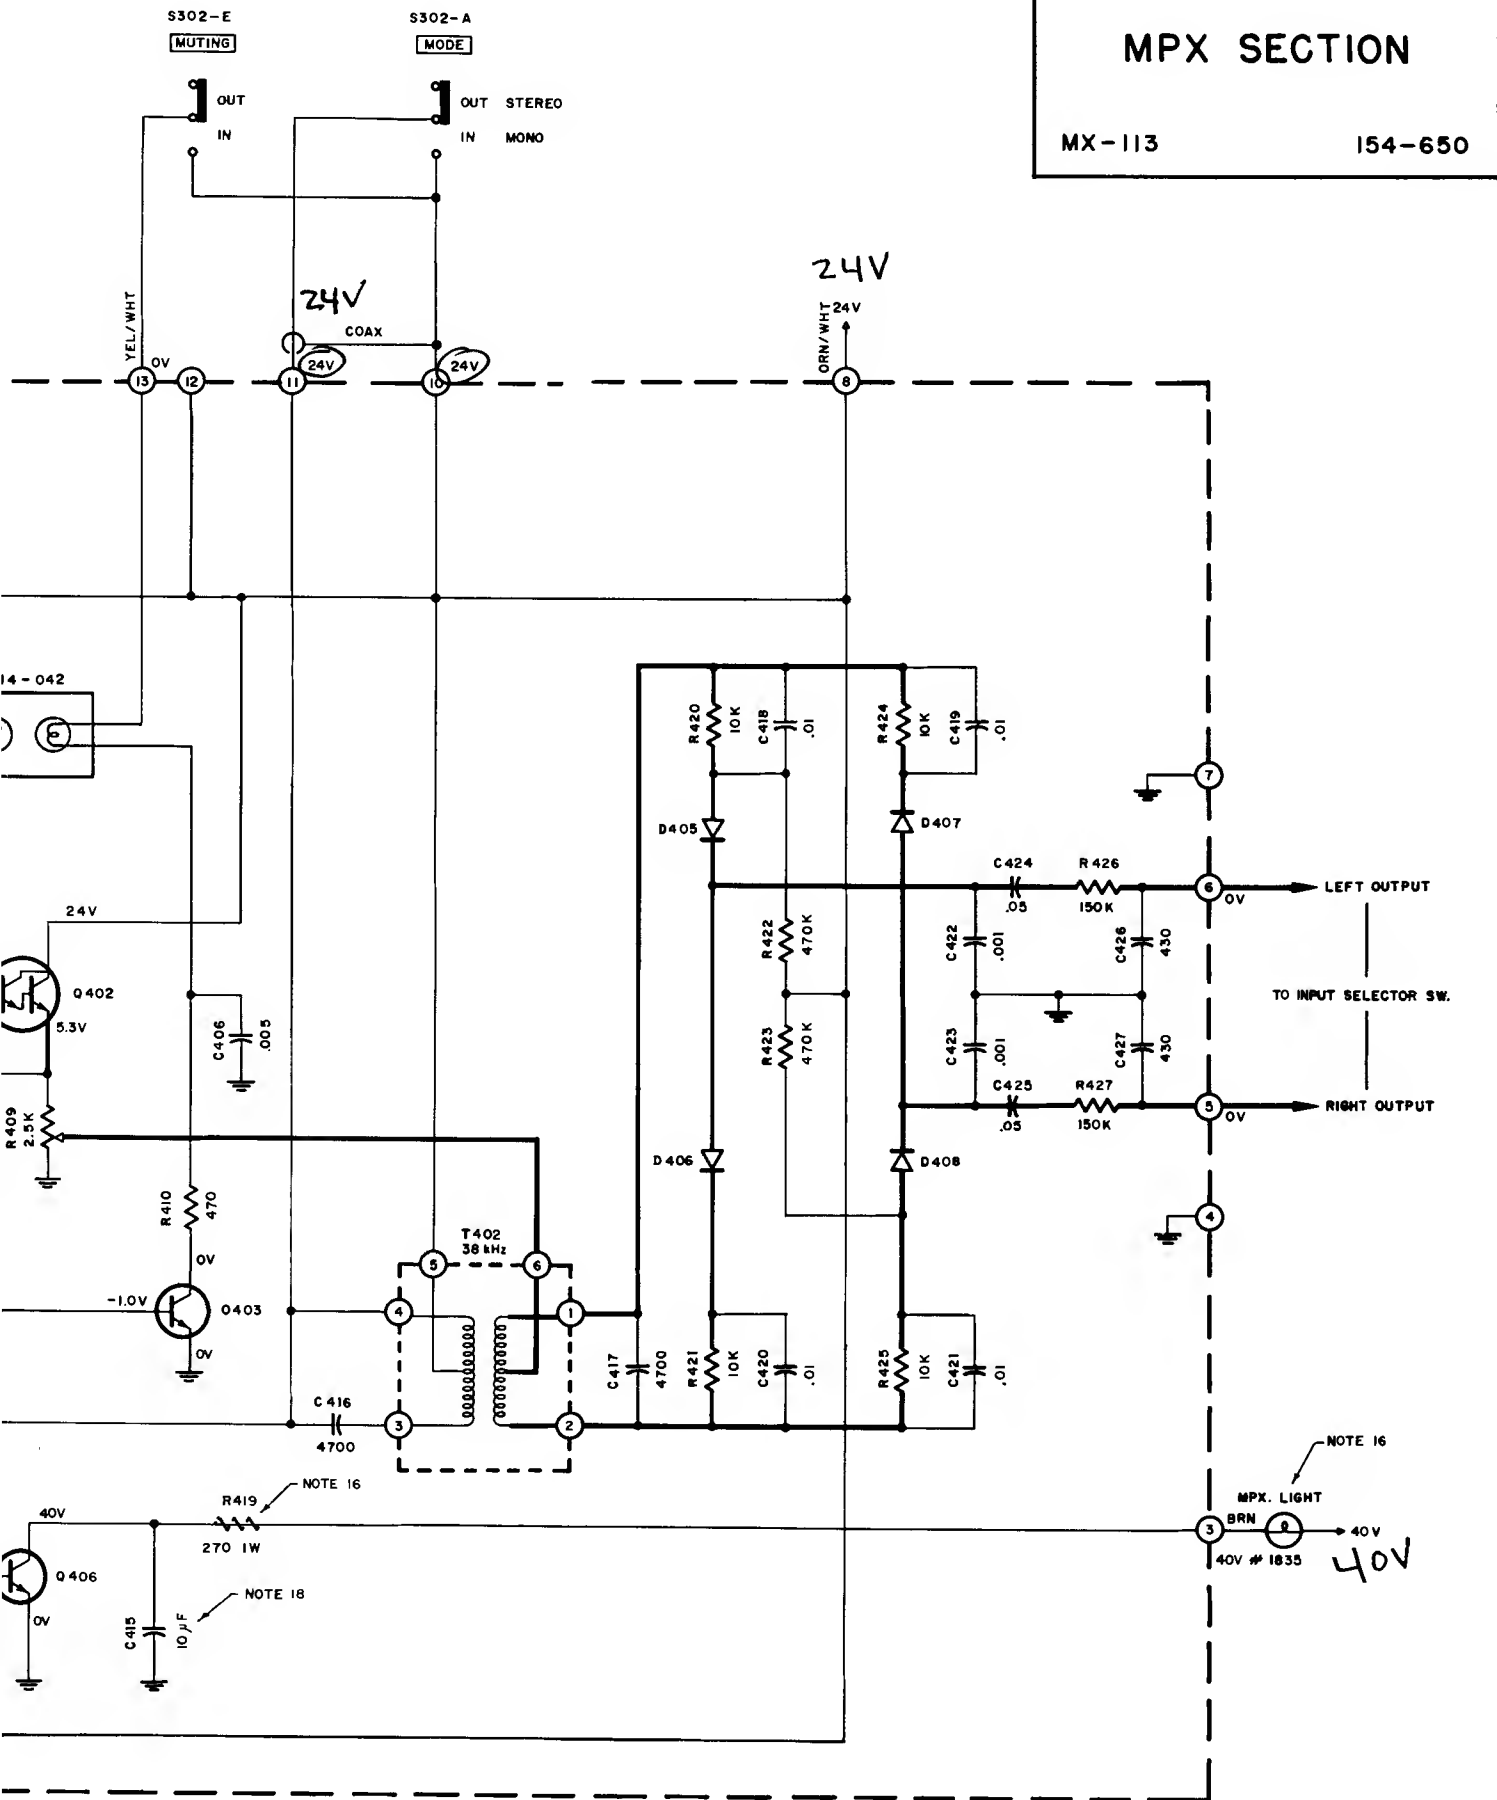 S302-E
MUTING
OUT
IN
S302-A
MODE
OUT STEREO
IN MONO
MPX SECTION
MX-113 154-650
24V
YEL/WHT
0V
24V
COAX
24V
24V
ORN/WHT
24V
13
12
11
10
8
14-042
R420
10K
C418
.01
R424
10K
C419
.01
D405
D407
7
C424
.05
R426
150K
6
0V
LEFT OUTPUT
24V
Q402
5.3V
C406
.005
R422
470K
R423
470K
C422
.001
C426
430
TO INPUT SELECTOR SW.
C423
.001
C427
430
C425
.05
R427
150K
5
0V
RIGHT OUTPUT
R409
2.5K
D406
D408
R410
470
0V
4
T402
38 kHz
5
6
-1.0V
Q403
0V
4
1
3
2
C416
4700
C417
4700
R421
10K
C420
.01
R425
10K
C421
.01
NOTE 16
R419
270 1W
NOTE 16
MPX. LIGHT
BRN
3
40V
40V # 1835
40V
40V
Q406
0V
NOTE 18
C415
10µF